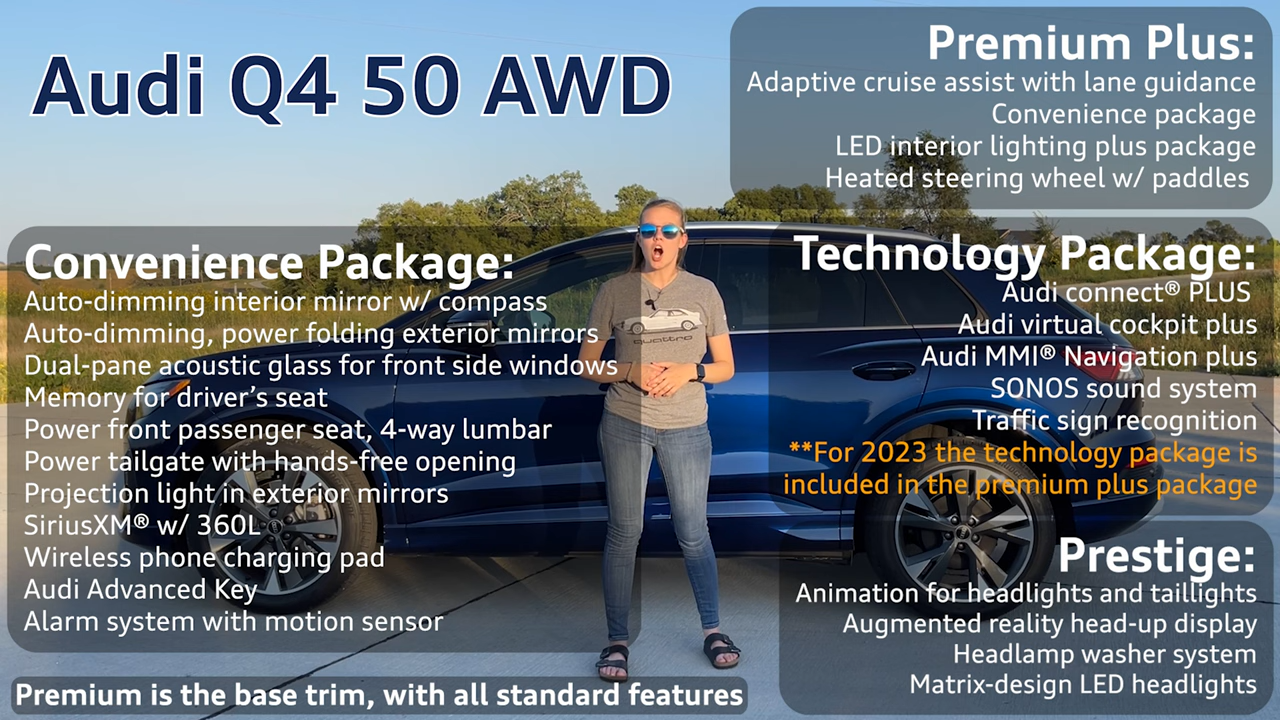 Audi Q4 50 AWD
Premium Plus:
Adaptive cruise assist with lane guidance
Convenience package
LED interior lighting plus package
Heated steering wheel w/ paddles
Convenience Package:
Auto-dimming interior mirror w/ compass
Auto-dimming, power folding exterior mirrors
Dual-pane acoustic glass for front side windows
Memory for driver's seat
Power front passenger seat, 4-way lumbar
Power tailgate with hands-free opening
Projection light in exterior mirrors
SiriusXM® w/ 360L
Wireless phone charging pad
Audi Advanced Key
Alarm system with motion sensor
quattro
Technology Package:
Audi connect® PLUS
Audi virtual cockpit plus
Audi MMI® Navigation plus
SONOS sound system
Traffic sign recognition
**For 2023 the technology package is
included in the premium plus package
Prestige:
Animation for headlights and taillights
Augmented reality head-up display
Headlamp washer system
Matrix-design LED headlights
Premium is the base trim, with all standard features